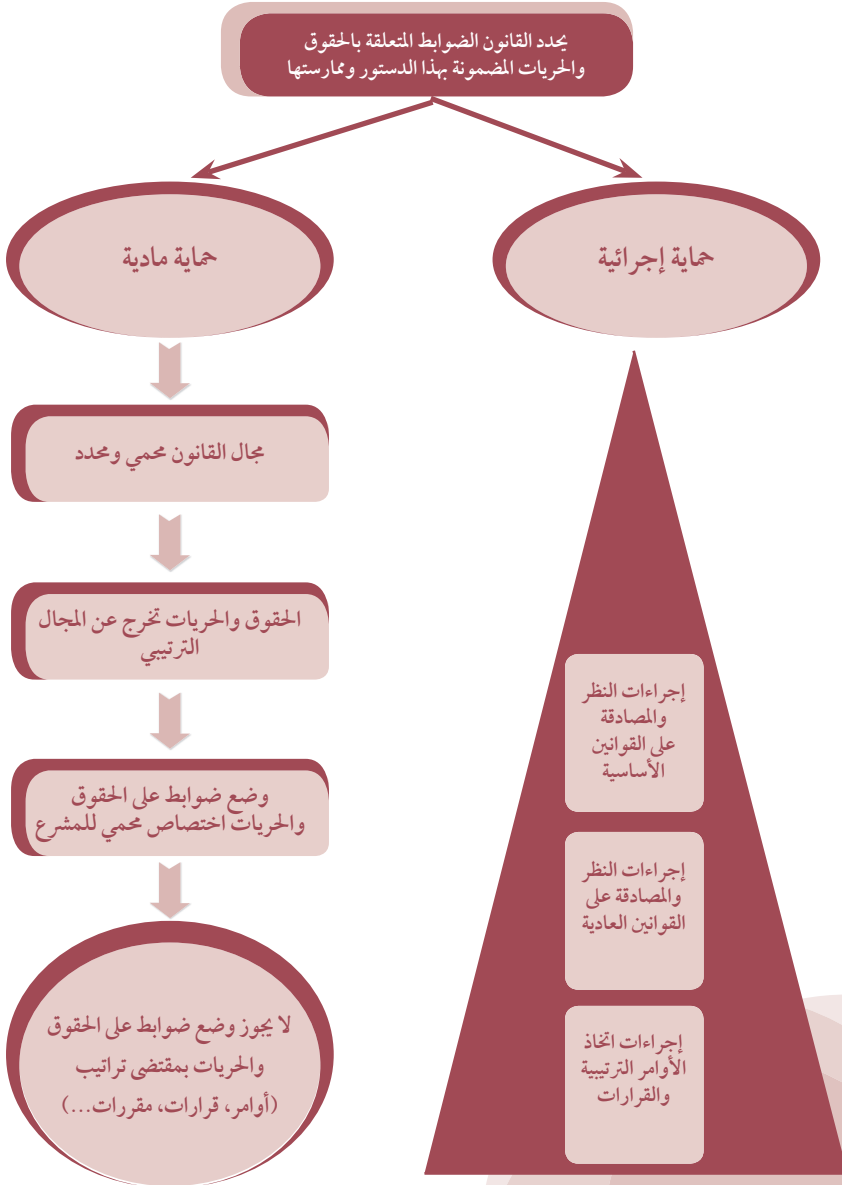 يحدد القانون الضوابط المتعلقة بالحقوق
والحريات المضمونة بهذا الدستور وممارستها
حماية إجرائية
إجراءات النظر
والمصادقة
على القوانين
الأساسية
إجراءات النظر
والمصادقة على
القوانين العادية
إجراءات اتخاذ
الأوامر الترتيبية
والقرارات
حماية مادية
مجال القانون محمي ومحدد
الحقوق والحريات تخرج عن المجال
الترتيبي
وضع ضوابط على الحقوق
والحريات اختصاص محمي للمشرع
لا يجوز وضع ضوابط على الحقوق
والحريات بمقتضى تراتيب
(أوامر، قرارات، مقررات...)